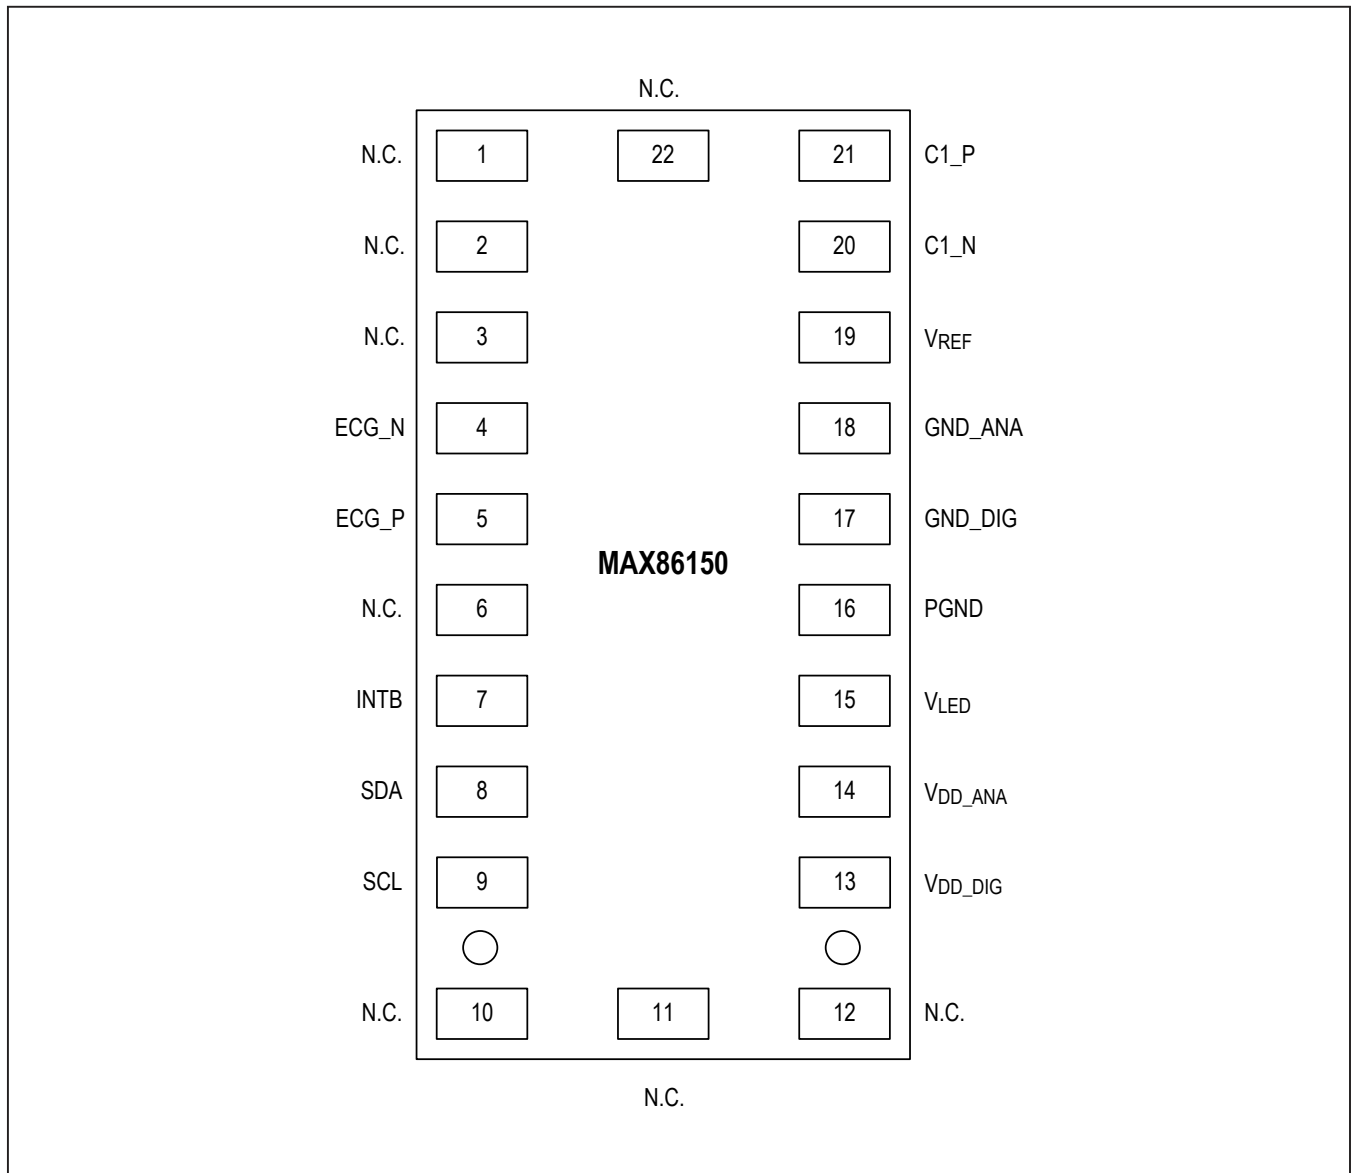 N.C.
N.C. 1 22 21 C1_P
N.C. 2 20 C1_N
N.C. 3 19 VREF
ECG_N 4 18 GND_ANA
ECG_P 5 17 GND_DIG
MAX86150
N.C. 6 16 PGND
INTB 7 15 VLED
SDA 8 14 VDD_ANA
SCL 9 13 VDD_DIG
N.C. 10 11 12 N.C.
N.C.